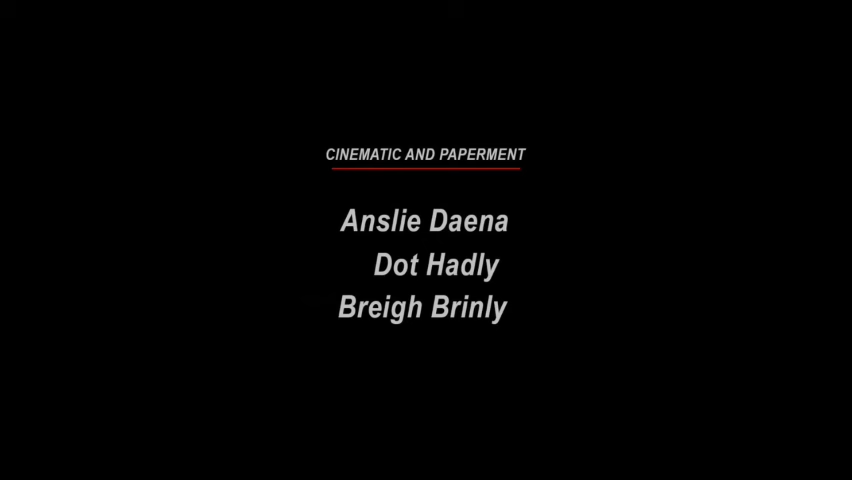 CINEMATIC AND PAPERMENT
Anslie Daena
Dot Hadly
Breigh Brinly